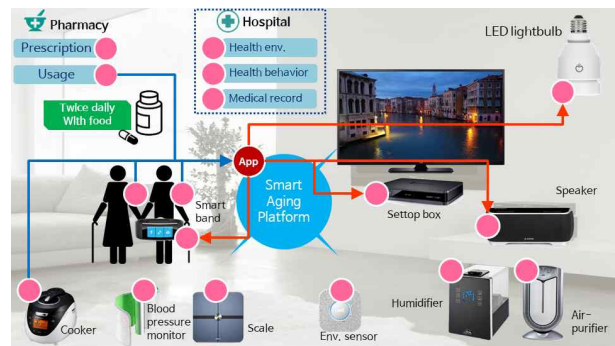 Pharmacy
Prescription
Usage
Twice daily
With food
Hospital
Health env.
Health behavior
Medical record
LED lightbulb
App
Smart
Aging
Platform
Smart
band
Settop box
Speaker
Cooker
Blood
pressure
monitor
Scale
Env. sensor
Humidifier
Air-
purifier